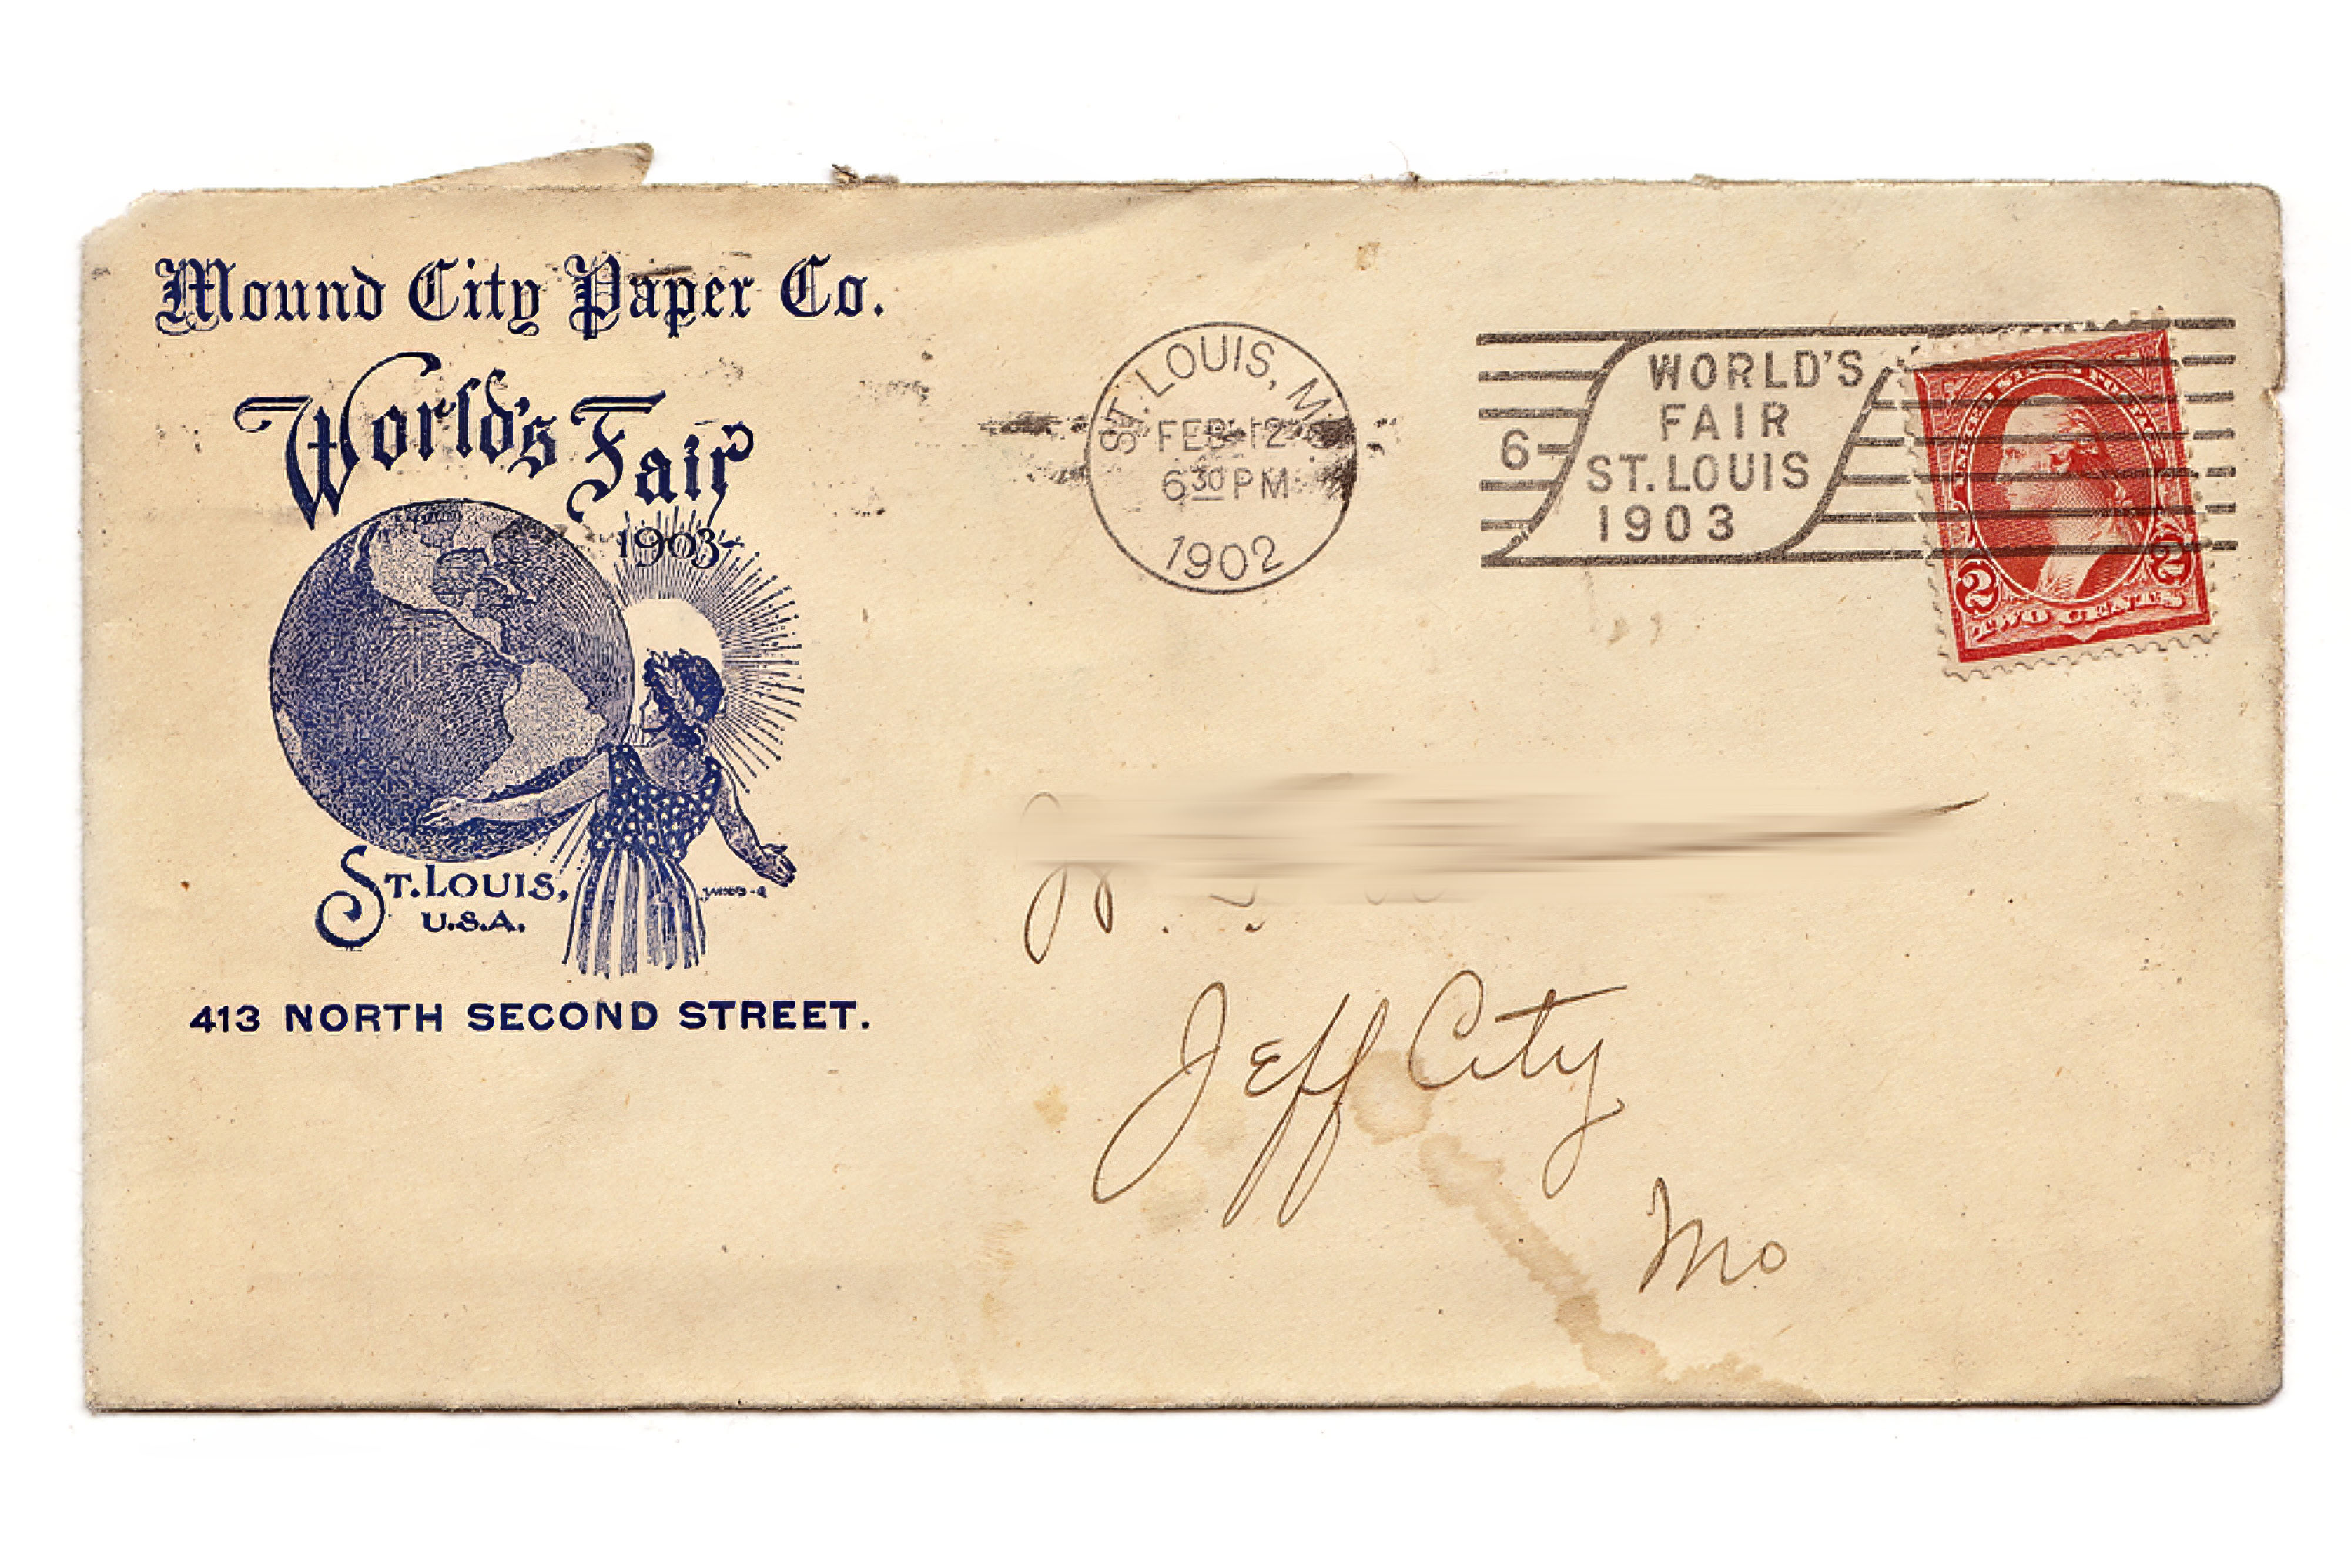 Mound City Paper Co.
World's Fair
1903
ST. LOUIS,
U.S.A.
413 NORTH SECOND STREET.
ST. LOUIS, M
FEB 12
6 30 PM
1902
6
WORLD'S
FAIR
ST. LOUIS
1903
2 2
TWO CENTS
Jeff City
Mo